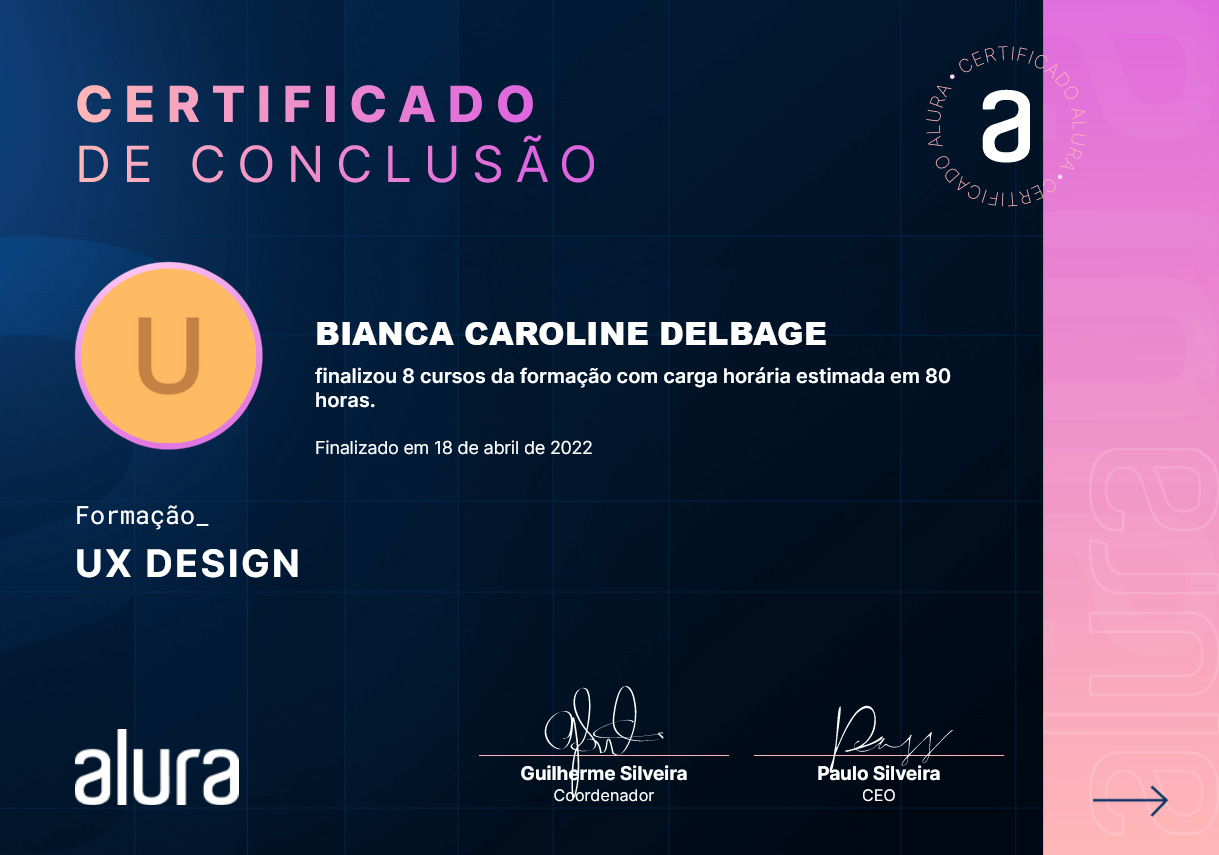 CERTIFICADO
DE CONCLUSÃO
CERTIFICADO ALURA • CERTIFICADO ALURA •
a
U
BIANCA CAROLINE DELBAGE
finalizou 8 cursos da formação com carga horária estimada em 80
horas.
Finalizado em 18 de abril de 2022
Formação_
UX DESIGN
alura
Guilherme Silveira
Coordenador
Paulo Silveira
CEO
alura